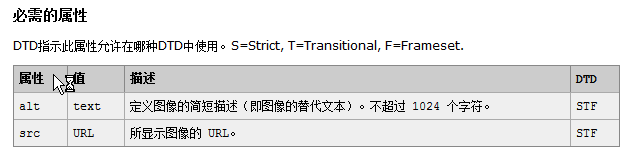 必需的属性
DTD指示此属性允许在哪种DTD中使用。S=Strict, T=Transitional, F=Frameset.
属性 值 描述 DTD
alt text 定义图像的简短描述（即图像的替代文本）。不超过 1024 个字符。 STF
src URL 所显示图像的 URL。 STF